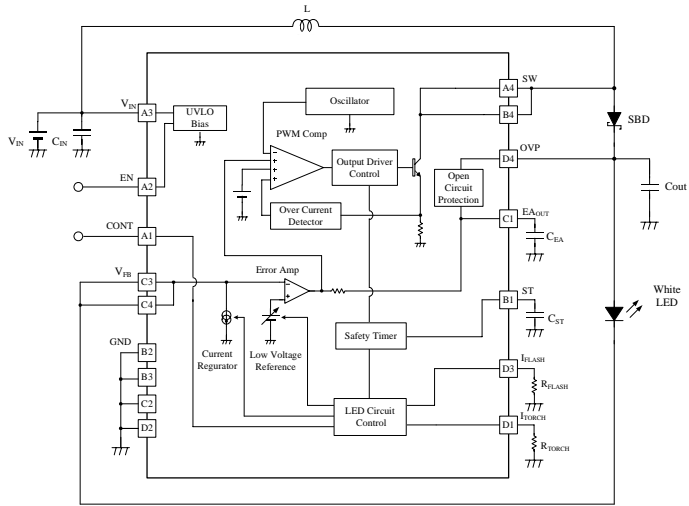 L
SW
A4
B4
SBD
Oscillator
VIN
A3
UVLO
Bias
PWM Comp
VIN
CIN
OVP
D4
Output Driver
Control
Cout
EN
A2
Open
Circuit
Protection
Over Current
Detector
EAOUT
C1
CEA
CONT
A1
VFB
C3
C4
Error Amp
ST
B1
CST
White
LED
Safety Timer
Current
Regurator
Low Voltage
Reference
GND
B2
B3
C2
D2
IFLASH
D3
RFLASH
LED Circuit
Control
ITORCH
D1
RTORCH